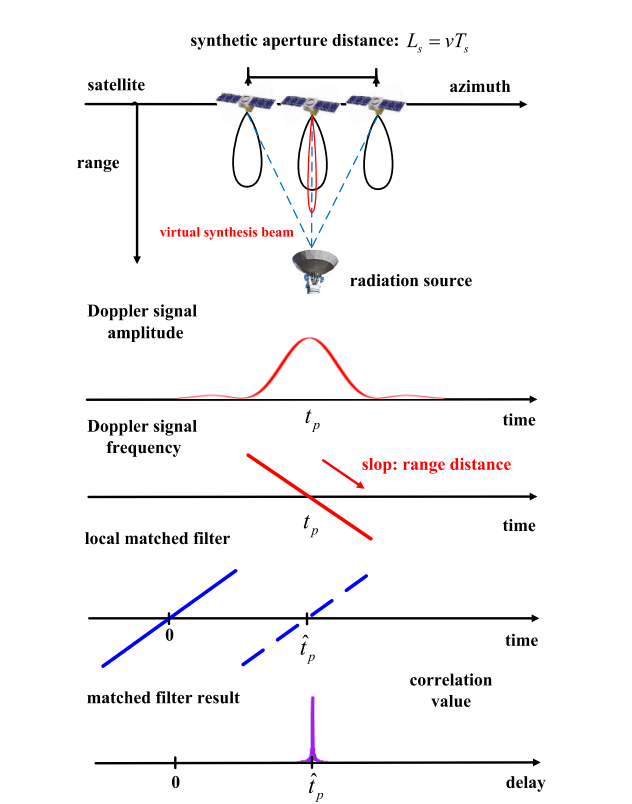 synthetic aperture distance: L_s = vT_s
satellite
azimuth
range
virtual synthesis beam
radiation source
Doppler signal
amplitude
t_p
time
Doppler signal
frequency
slop: range distance
t_p
time
local matched filter
0
t̂_p
time
matched filter result
correlation
value
0
t̂_p
delay